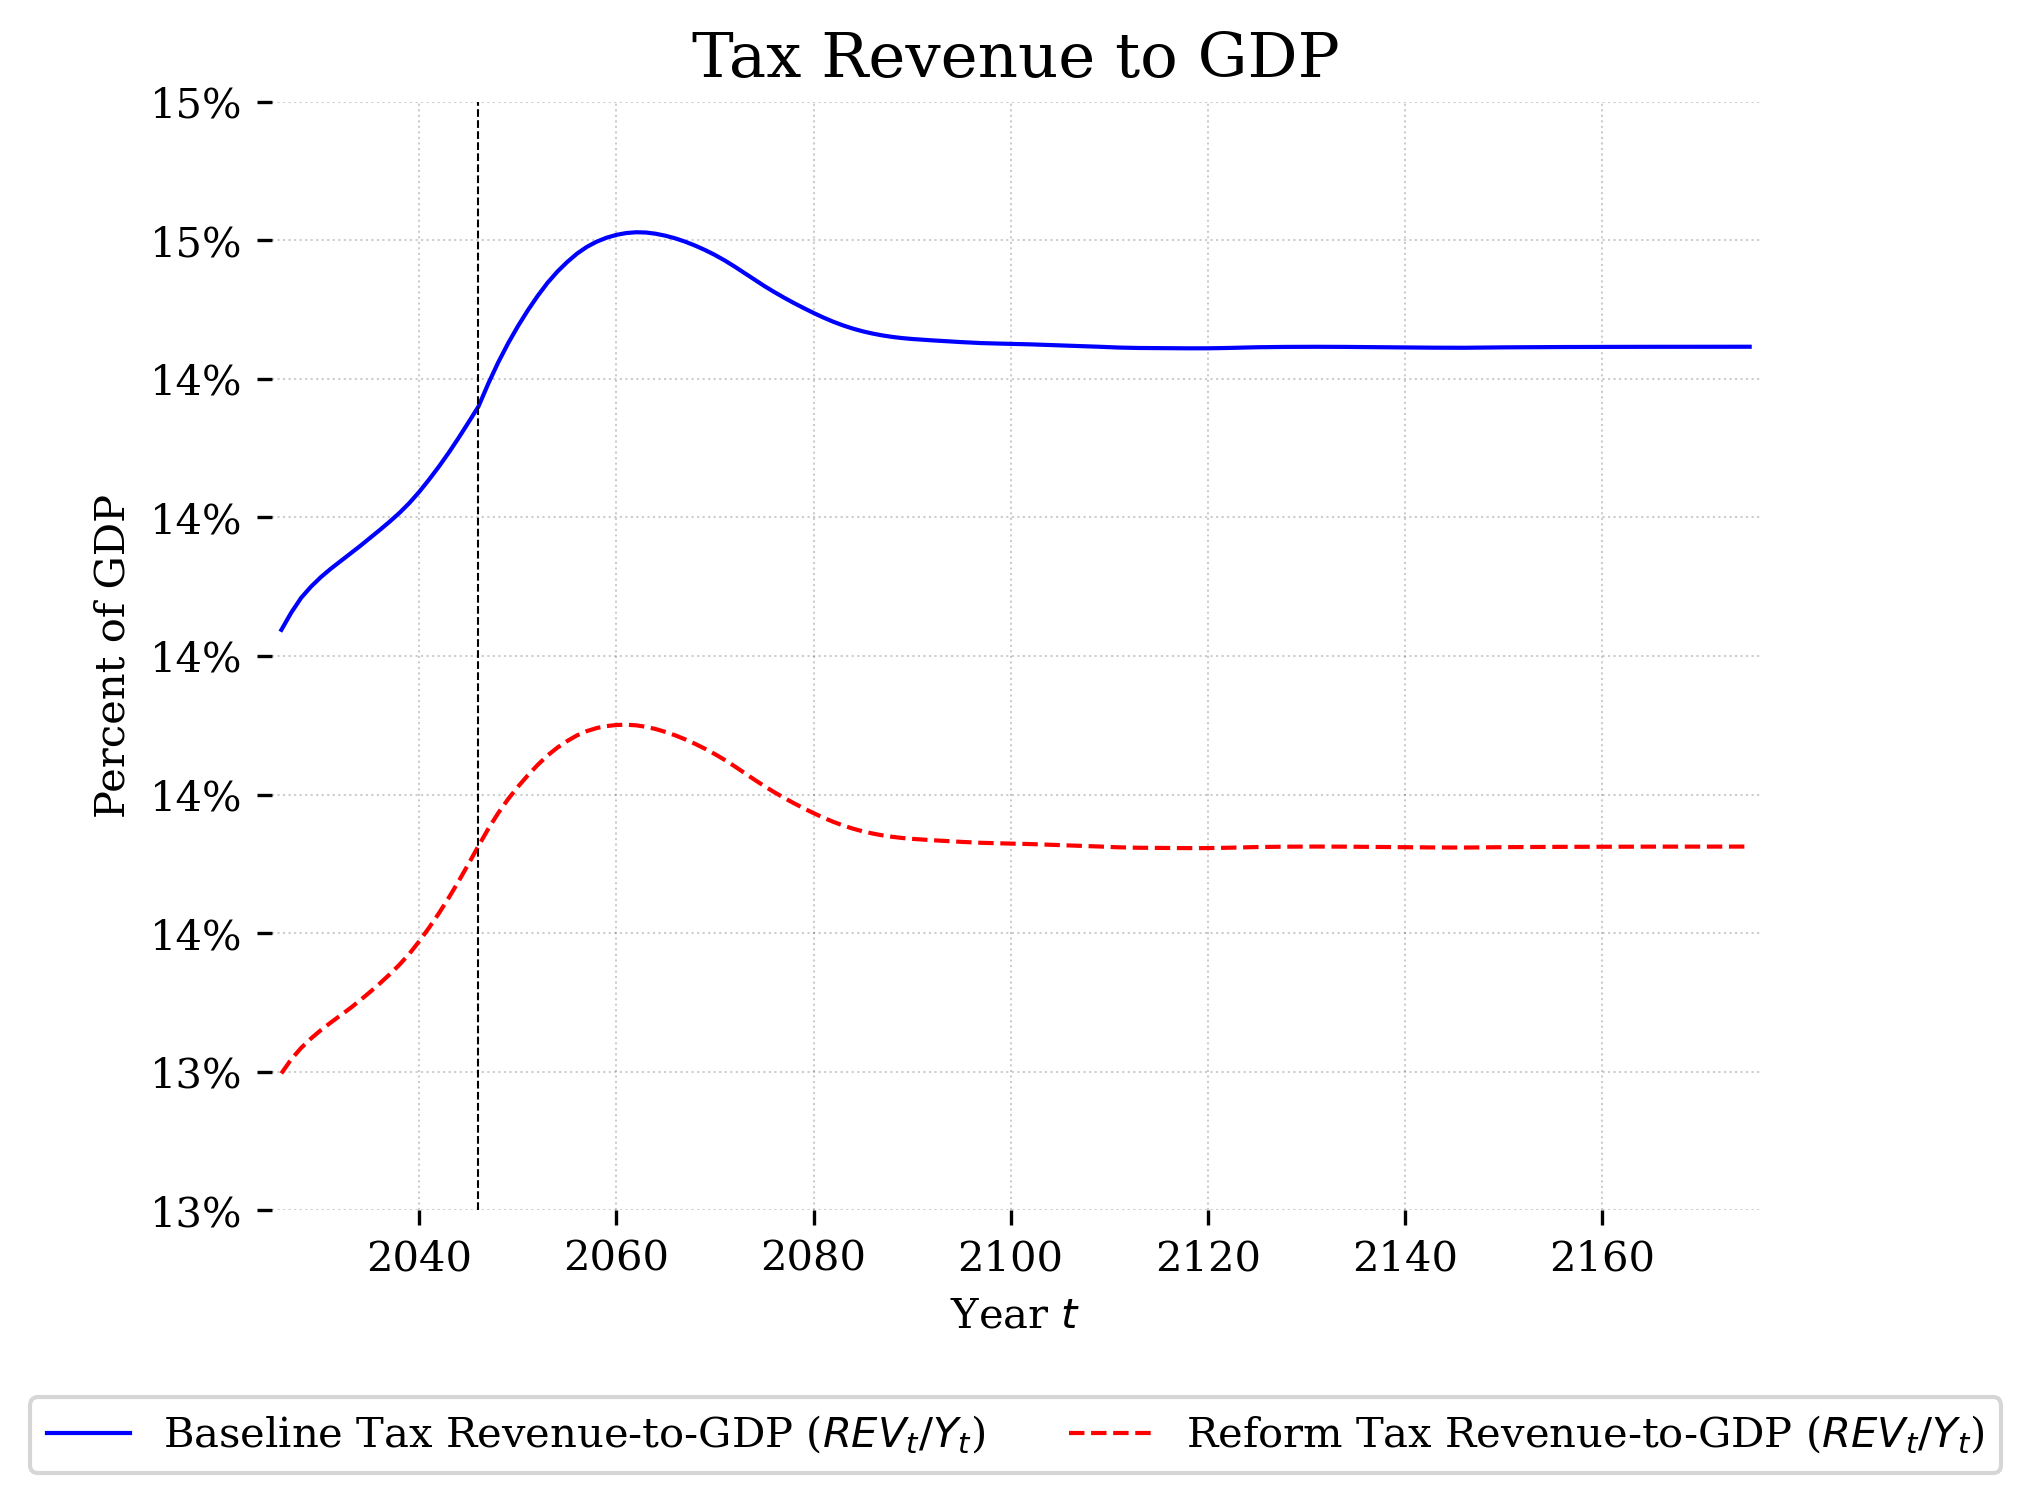 Tax Revenue to GDP
15%
15%
14%
14%
14%
14%
14%
13%
13%
Percent of GDP
2040 2060 2080 2100 2120 2140 2160
Year t
Baseline Tax Revenue-to-GDP (REVₜ/Yₜ) Reform Tax Revenue-to-GDP (REVₜ/Yₜ)